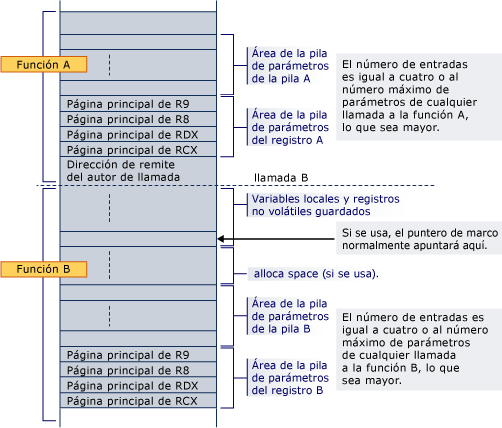 Función A
Área de la pila
de parámetros
de la pila A
El número de entradas
es igual a cuatro o al
número máximo de
parámetros de cualquier
llamada a la función A,
lo que sea mayor.
Página principal de R9
Página principal de R8
Página principal de RDX
Página principal de RCX
Área de la pila
de parámetros
del registro A
Dirección de remite
del autor de llamada
llamada B
Variables locales y registros
no volátiles guardados
Si se usa, el puntero de marco
normalmente apuntará aquí.
Función B
alloca space (si se usa).
Área de la pila
de parámetros
de la pila B
El número de entradas es
igual a cuatro o al número
máximo de parámetros
de cualquier llamada
a la función B, lo que
sea mayor.
Página principal de R9
Página principal de R8
Página principal de RDX
Página principal de RCX
Área de la pila
de parámetros
del registro B